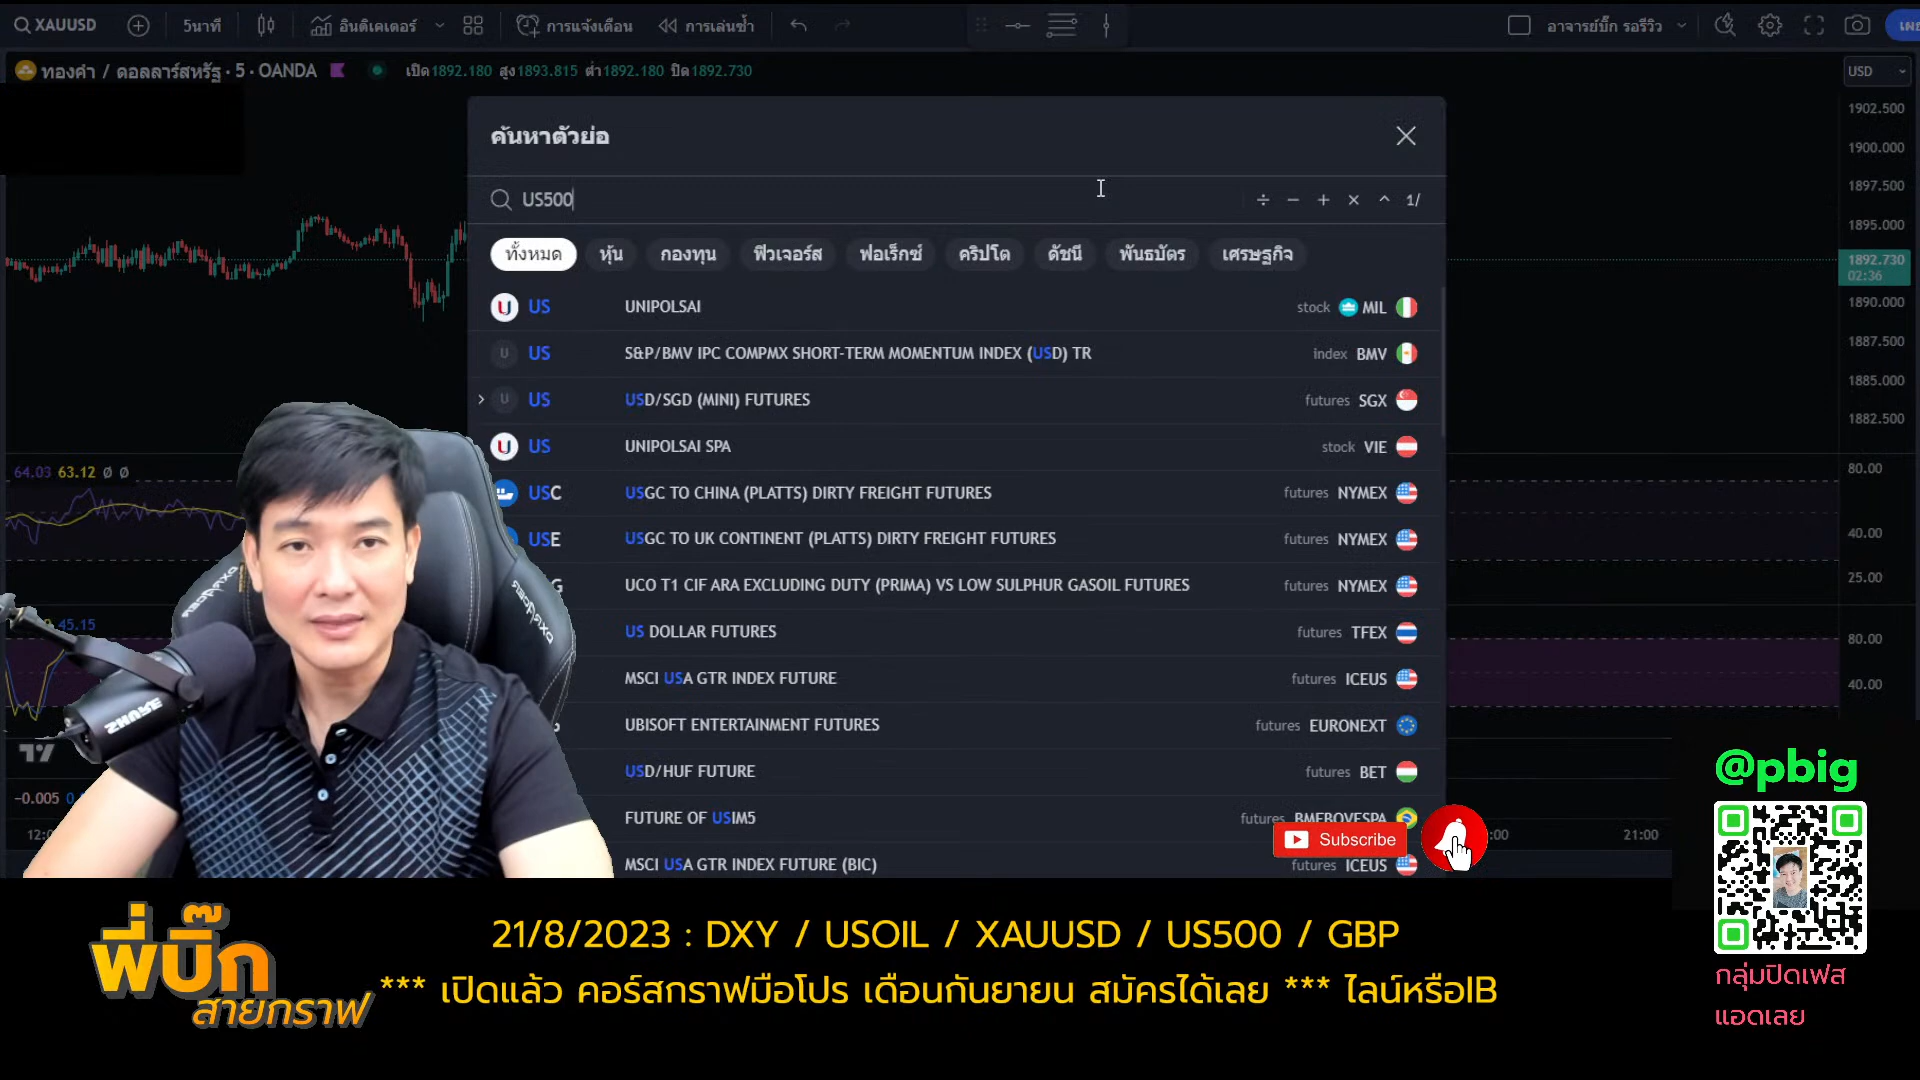 XAUUSD 5นาที อินดิเคเตอร์ การแจ้งเตือน การเล่นซ้ำ อาจารย์บิ๊ก รอรีวิว เผย
ทองคำ / ดอลลาร์สหรัฐ · 5 · OANDA เปิด1892.180 สูง1893.815 ต่ำ1892.180 ปิด1892.730 USD
ค้นหาตัวย่อ
US500 ÷ − + × ^ 1/
ทั้งหมด หุ้น กองทุน ฟิวเจอร์ส ฟอเร็กซ์ คริปโต ดัชนี พันธบัตร เศรษฐกิจ
US UNIPOLSAI stock MIL
US S&P/BMV IPC COMPMX SHORT-TERM MOMENTUM INDEX (USD) TR index BMV
US USD/SGD (MINI) FUTURES futures SGX
US UNIPOLSAI SPA stock VIE
USC USGC TO CHINA (PLATTS) DIRTY FREIGHT FUTURES futures NYMEX
USE USGC TO UK CONTINENT (PLATTS) DIRTY FREIGHT FUTURES futures NYMEX
UCO T1 CIF ARA EXCLUDING DUTY (PRIMA) VS LOW SULPHUR GASOIL FUTURES futures NYMEX
US DOLLAR FUTURES futures TFEX
MSCI USA GTR INDEX FUTURE futures ICEUS
UBISOFT ENTERTAINMENT FUTURES futures EURONEXT
USD/HUF FUTURE futures BET
FUTURE OF USIM5 futures BMFBOVESPA
MSCI USA GTR INDEX FUTURE (BIC) futures ICEUS
1902.500
1900.000
1897.500
1895.000
1892.730
02:36
1890.000
1887.500
1885.000
1882.500
80.00
40.00
25.00
80.00
40.00
64.03 63.12 Ø Ø
45.15
-0.005
21:00
DXRACER
DXRACER
Subscribe
@pbig
กลุ่มปิดเฟส
แอดเลย
พี่บิ๊ก
สายกราฟ
21/8/2023 : DXY / USOIL / XAUUSD / US500 / GBP
*** เปิดแล้ว คอร์สกราฟมือโปร เดือนกันยายน สมัครได้เลย *** ไลน์หรือIB